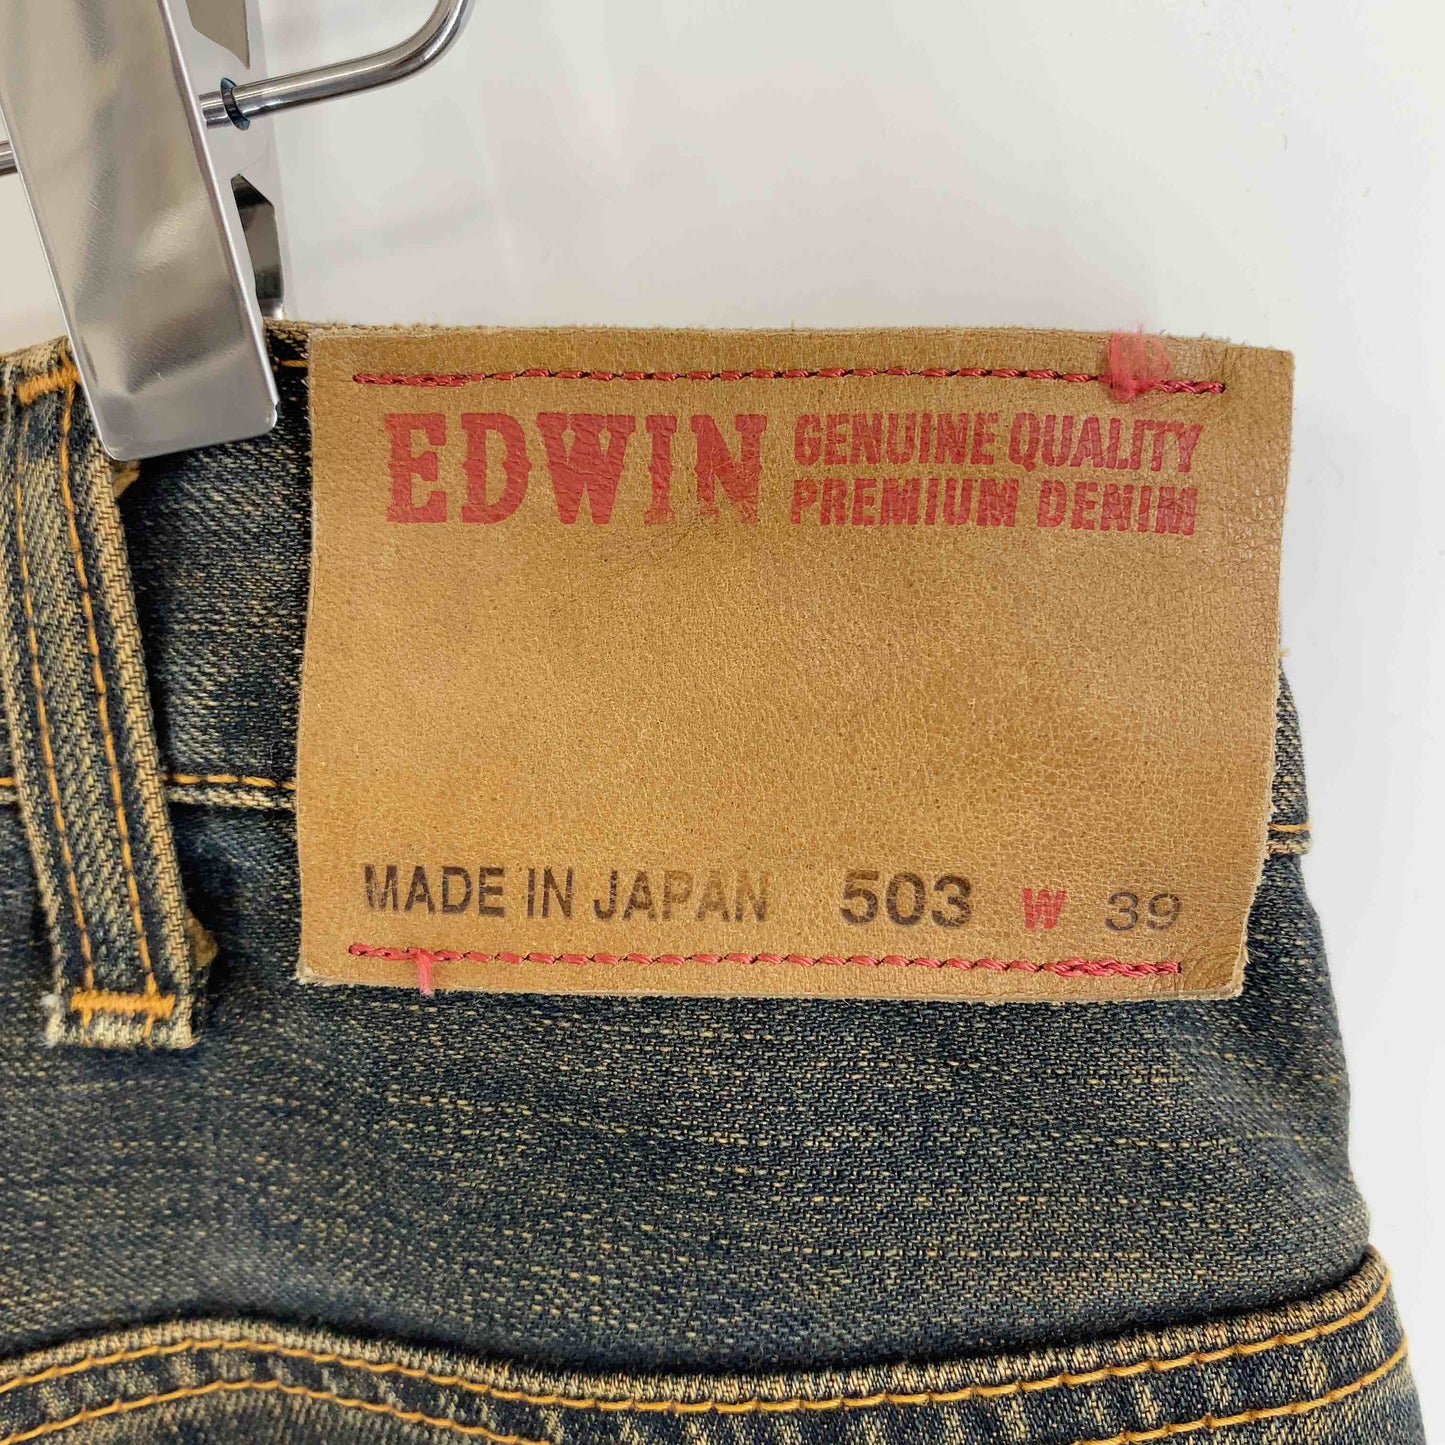 EDWIN GENUINE QUALITY
PREMIUM DENIM
MADE IN JAPAN 503 W 39